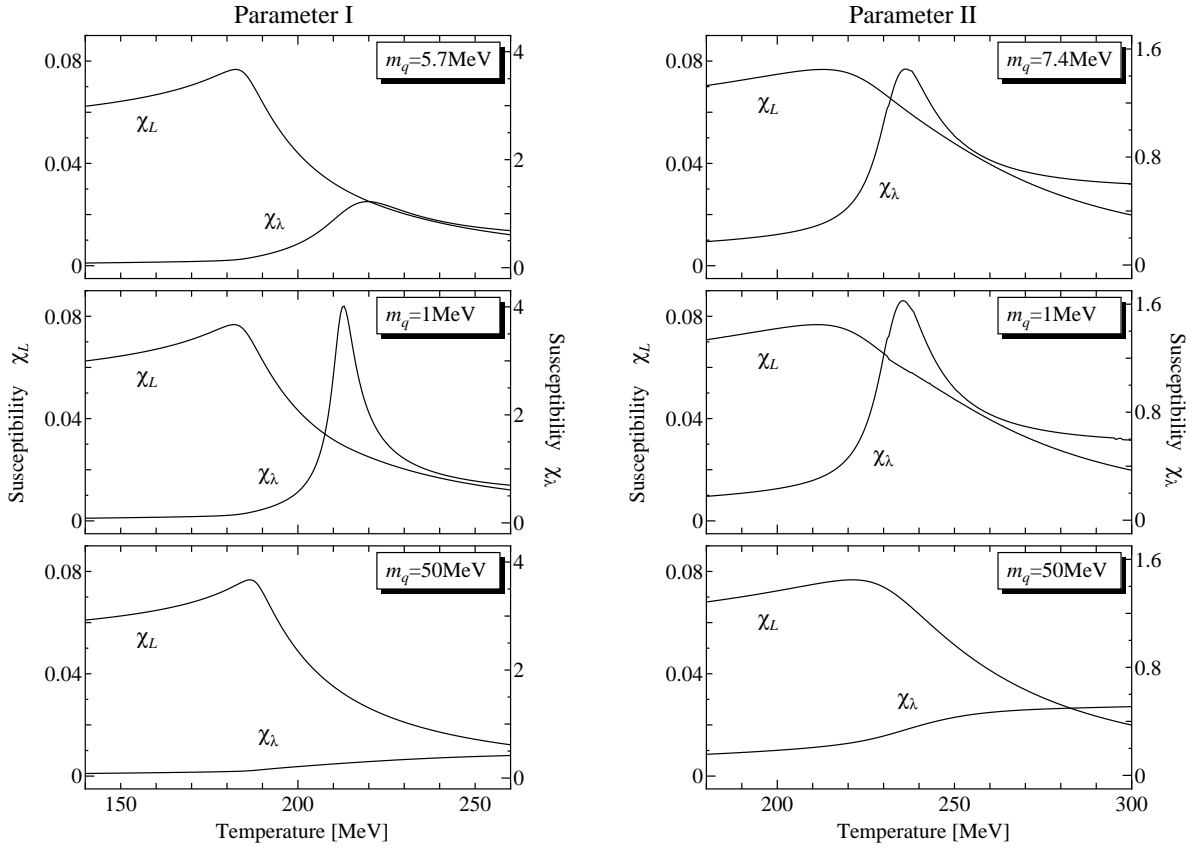 Parameter I
0.08
0.04
0
4
2
0
m_q=5.7MeV
χ_L
χ_λ
0.08
0.04
0
4
2
0
m_q=1MeV
χ_L
χ_λ
Susceptibility χ_L
Susceptibility χ_λ
0.08
0.04
0
4
2
0
m_q=50MeV
χ_L
χ_λ
150 200 250
Temperature [MeV]
Parameter II
0.08
0.04
0
1.6
0.8
0
m_q=7.4MeV
χ_L
χ_λ
0.08
0.04
0
1.6
0.8
0
m_q=1MeV
χ_L
χ_λ
Susceptibility χ_L
Susceptibility χ_λ
0.08
0.04
0
1.6
0.8
0
m_q=50MeV
χ_L
χ_λ
200 250 300
Temperature [MeV]